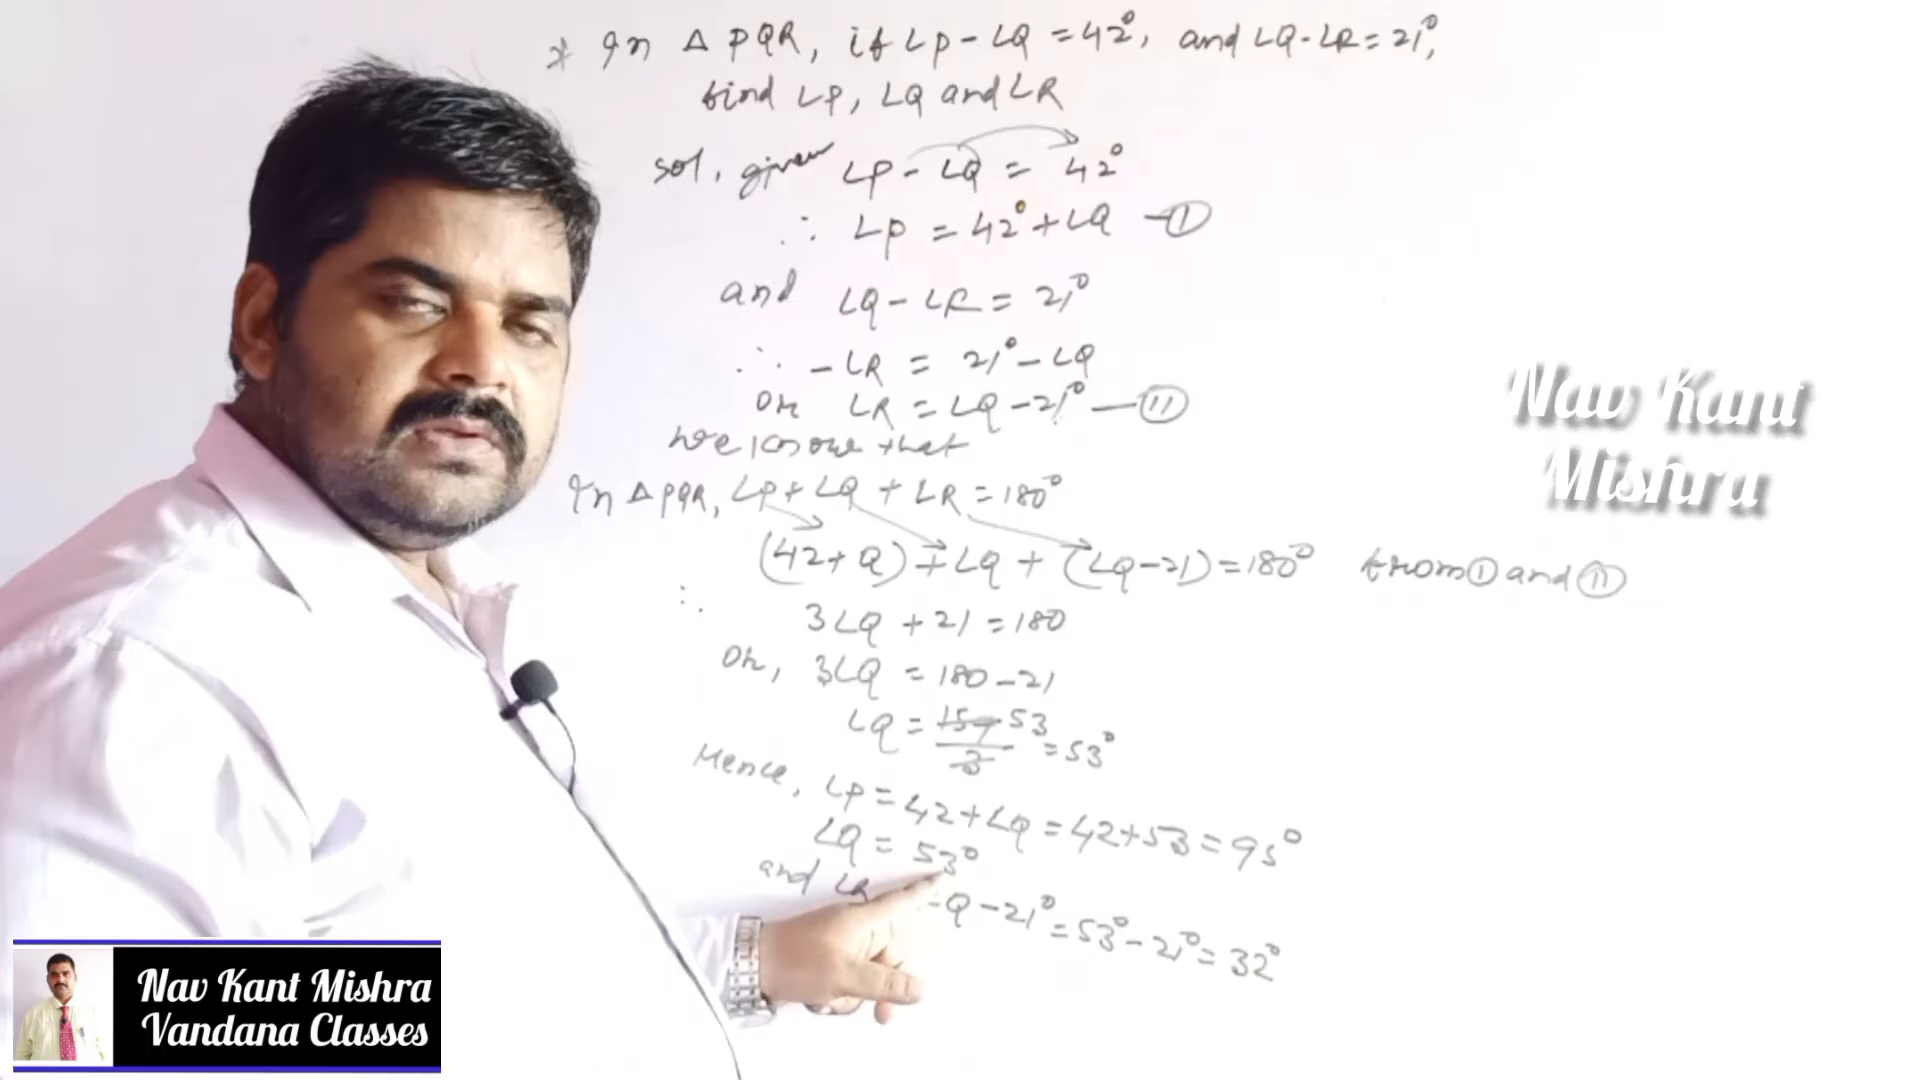 * In △ PQR, if ∠P - ∠Q = 42°, and ∠Q - ∠R = 21°,
find ∠P, ∠Q and ∠R
Sol, given ∠P - ∠Q = 42°
∴ ∠P = 42° + ∠Q — (I)
and ∠Q - ∠R = 21°
∴ - ∠R = 21° - ∠Q
or ∠R = ∠Q - 21° — (II)
we know that
In △ PQR, ∠P + ∠Q + ∠R = 180°
(42 + Q) + ∠Q + (∠Q - 21) = 180° from (I) and (II)
∴ 3∠Q + 21 = 180
or, 3∠Q = 180 - 21
∠Q = 159/3 53 = 53°
Hence, ∠P = 42 + ∠Q = 42 + 53 = 95°
∠Q = 53°
and ∠R = Q - 21° = 53° - 21° = 32°
Nav Kant
Mishra
Nav Kant Mishra
Vandana Classes